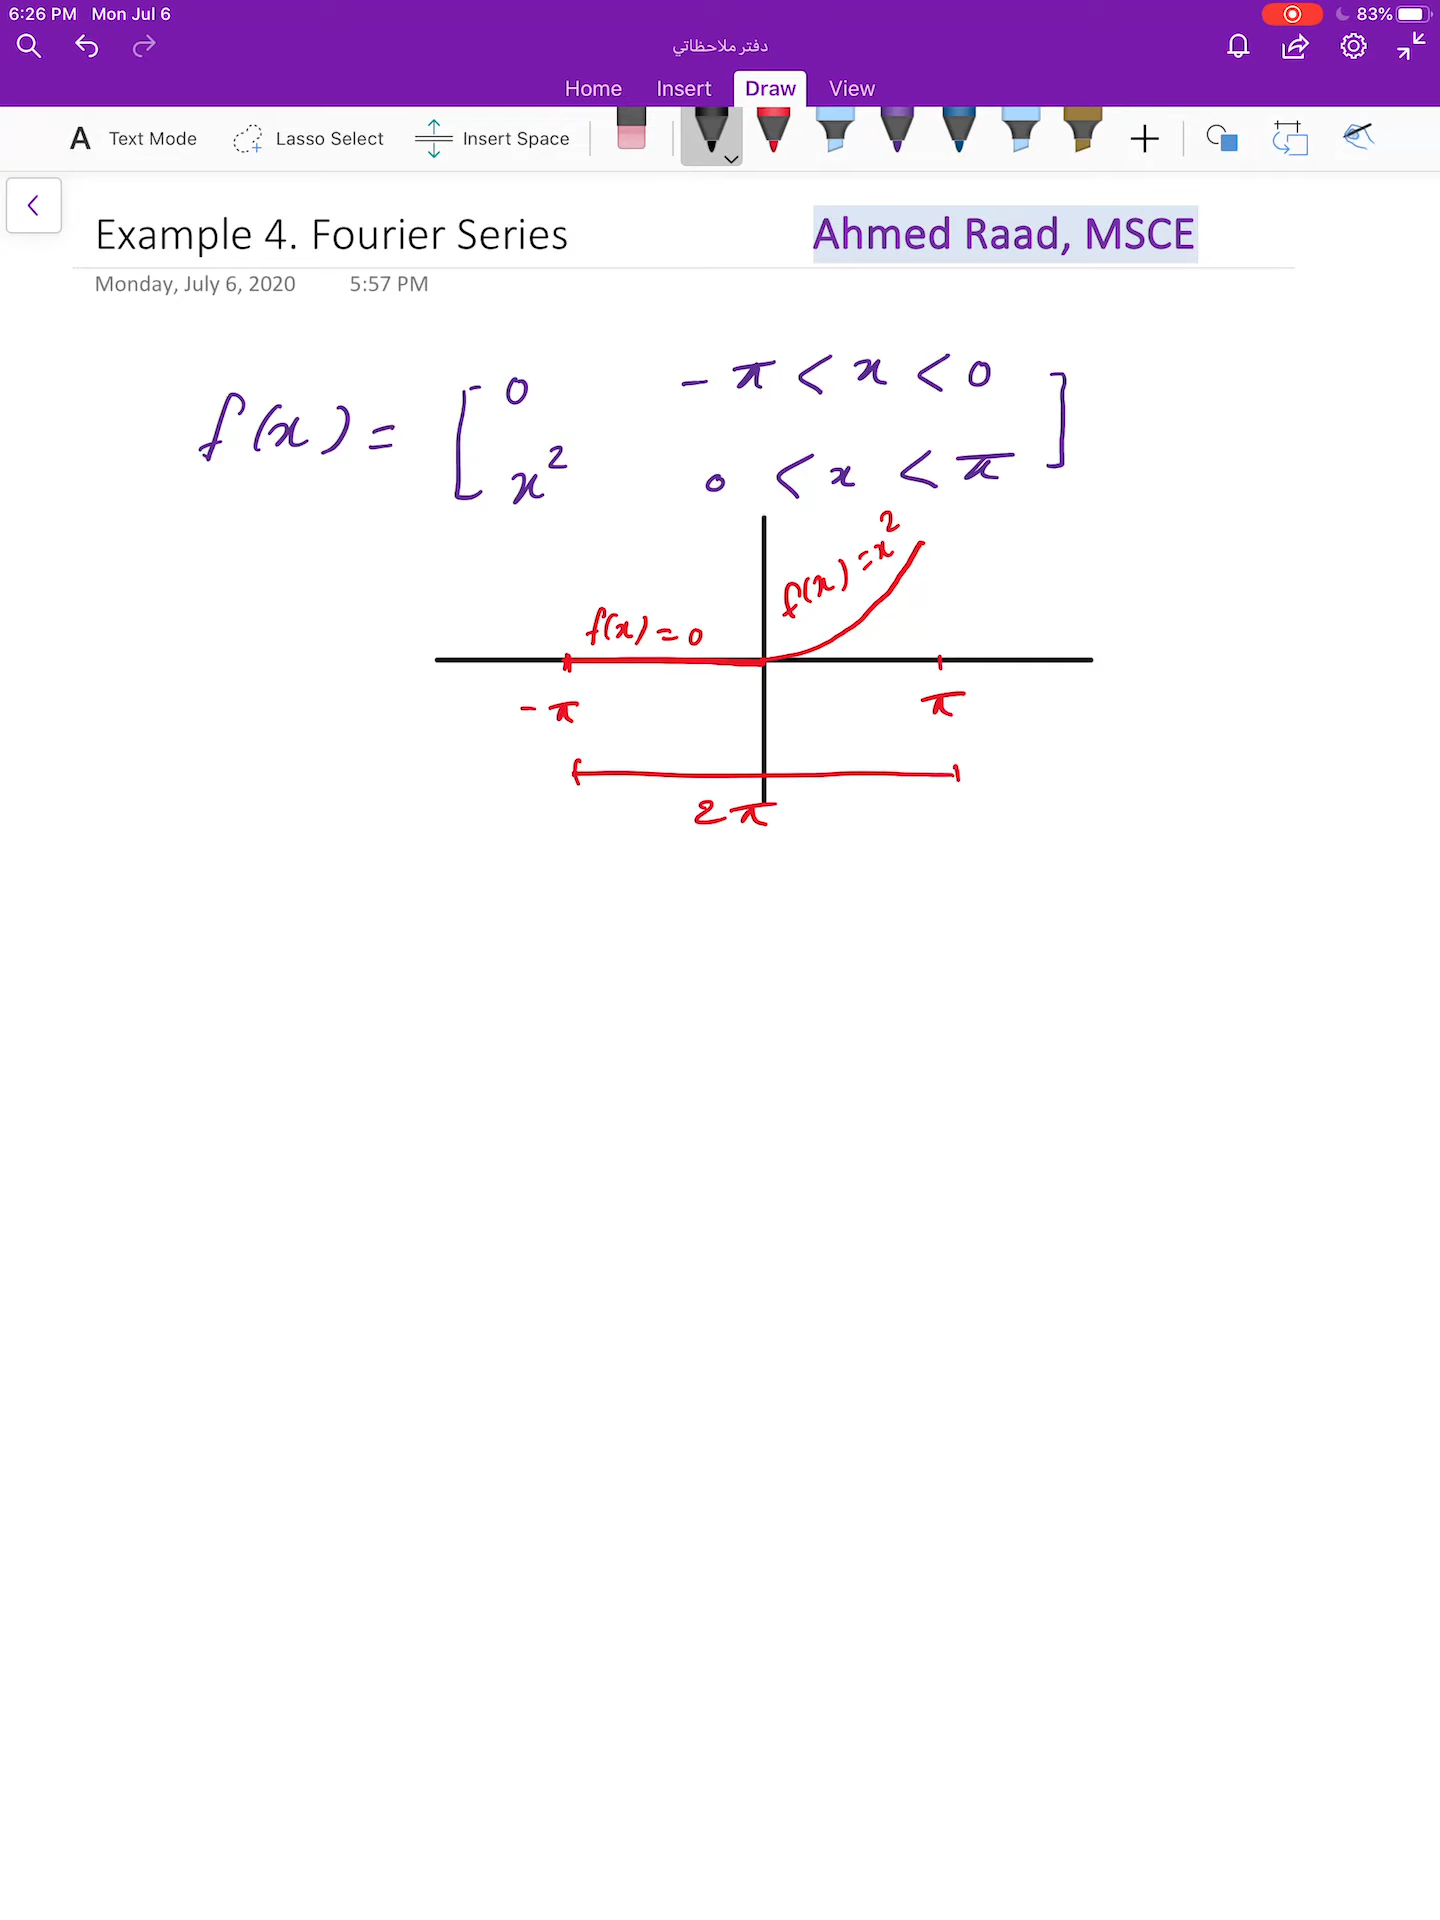 6:26 PM Mon Jul 6 83%
دفتر ملاحظاتي
Home Insert Draw View
A Text Mode Lasso Select Insert Space
Example 4. Fourier Series Ahmed Raad, MSCE
Monday, July 6, 2020 5:57 PM
f(x) = [ 0 -π < x < 0
x² 0 < x < π ]
f(x) = x²
f(x) = 0
-π π
2π